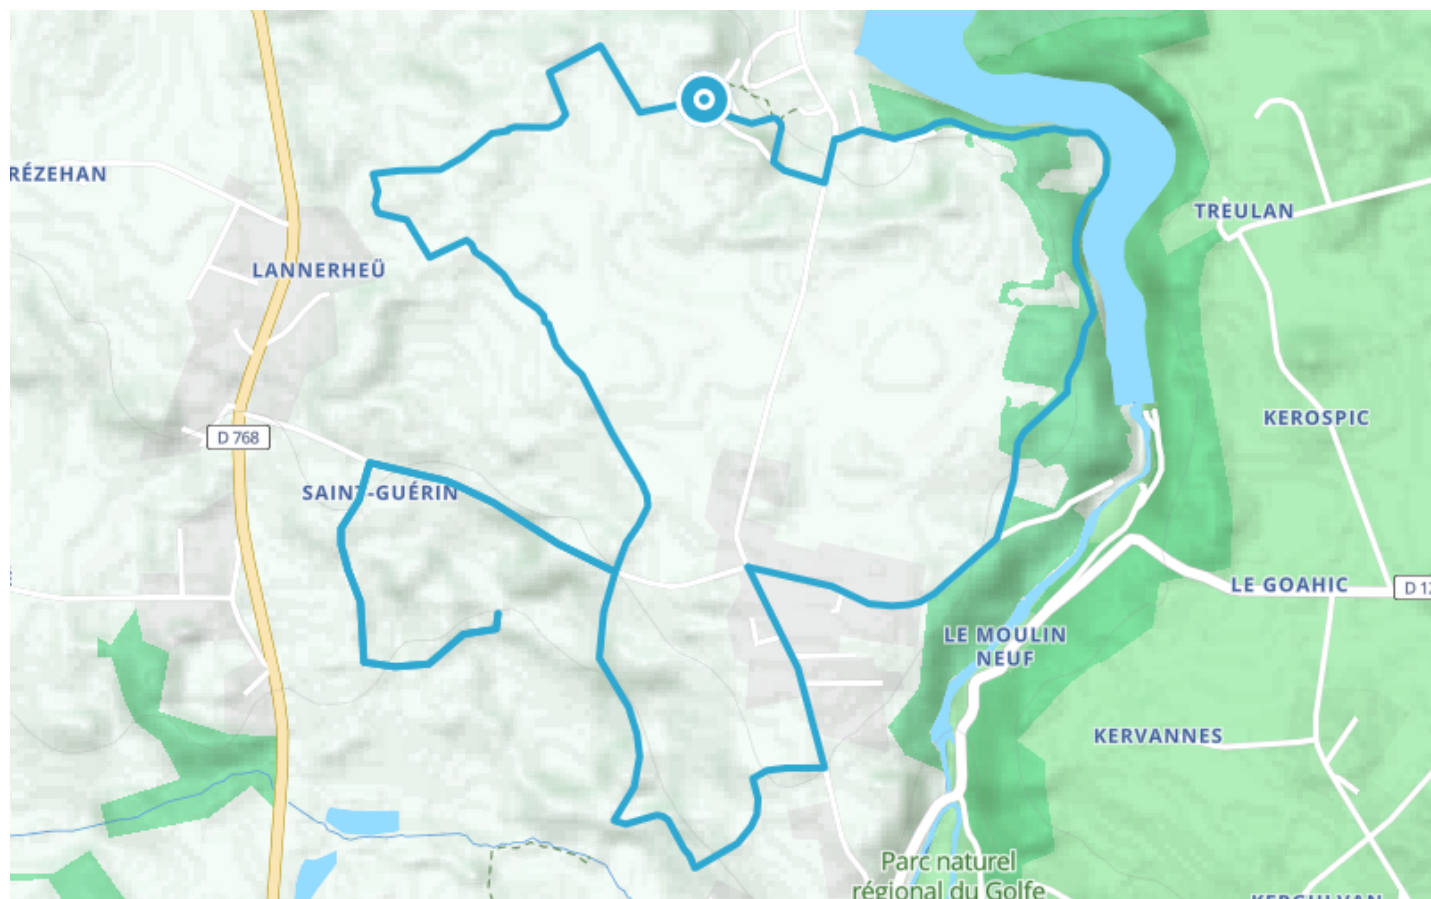 RÉZEHAN
TREULAN
LANNERHEÜ
KEROSPIC
D 768
SAINT-GUÉRIN
LE GOAHIC
LE MOULIN
NEUF
KERVANNES
Parc naturel
régional du Golfe